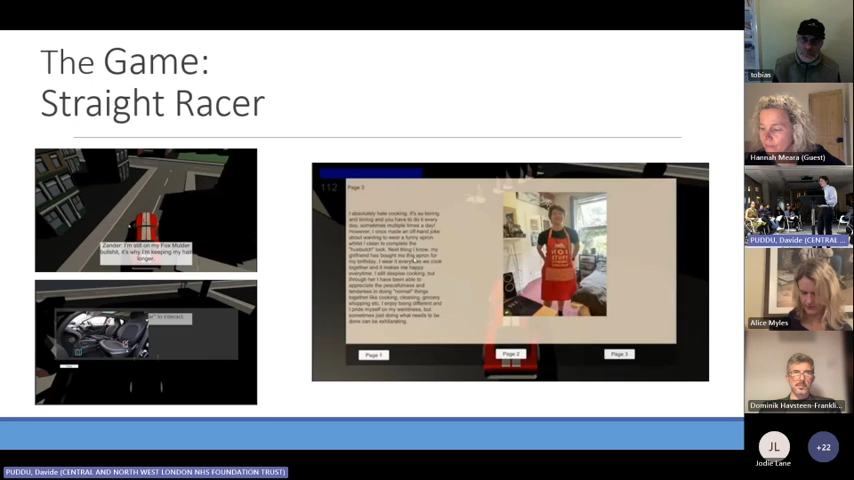 The Game:
Straight Racer
Zander: I'm still on my Fox Mulder
bullshit, it's why I'm keeping my hair
longer.
to interact.
112
Page 3
I absolutely hate cooking. It's so boring
and tiring and you have to do it every
day, sometimes multiple times a day!
However, I once made an off-hand joke
about wanting to wear a funny apron
whilst I clean to complete the
look. Next thing I know, my
girlfriend has bought me this apron for
my birthday. I wear it everytime we cook
together and it makes me happy
everytime. I still despise cooking, but
through her I have been able to
appreciate the peacefulness and
tenderness in doing "normal" things
together like cooking, cleaning, grocery
shopping etc. I enjoy being different and
I pride myself on my weirdness, but
sometimes just doing what needs to be
done can be exhilarating.
Page 1
Page 2
Page 3
tobias
Hannah Meara (Guest)
PUDDU, Davide (CENTRAL ...
Alice Myles
Dominik Havsteen-Frankli...
JL
Jodie Lane
+22
PUDDU, Davide (CENTRAL AND NORTH WEST LONDON NHS FOUNDATION TRUST)